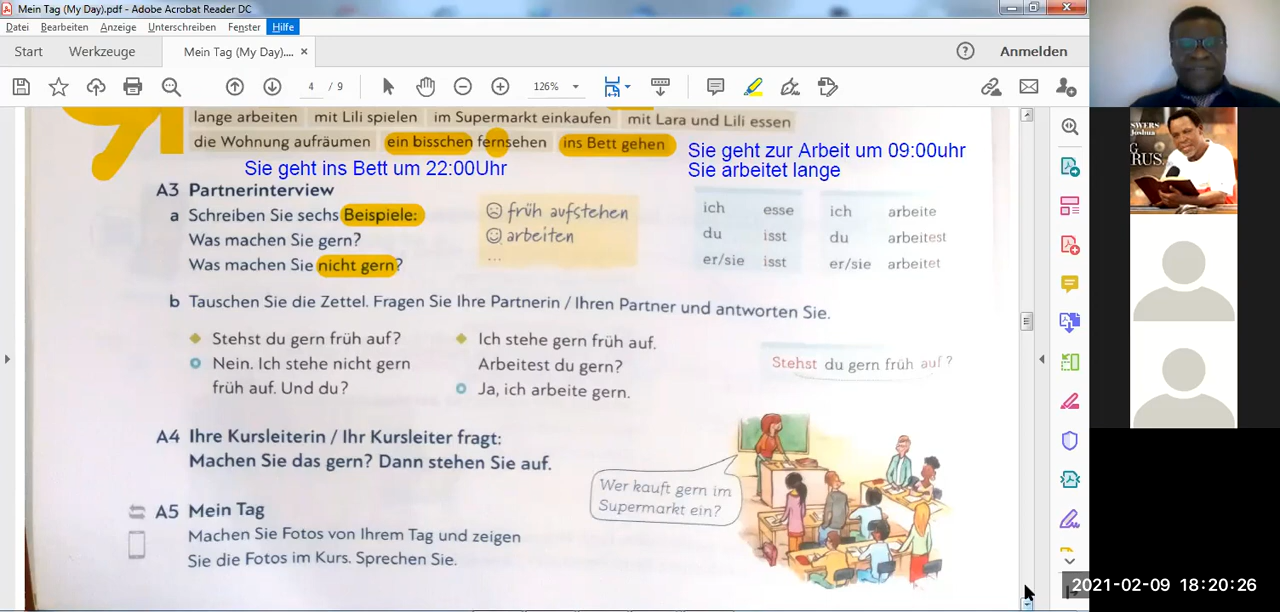 Mein Tag (My Day).pdf - Adobe Acrobat Reader DC
Datei Bearbeiten Anzeige Unterschreiben Fenster Hilfe
Start Werkzeuge Mein Tag (My Day).... × Anmelden
4 / 9 126%
lange arbeiten mit Lili spielen im Supermarkt einkaufen mit Lara und Lili essen
die Wohnung aufräumen ein bisschen fernsehen ins Bett gehen
Sie geht ins Bett um 22:00Uhr
Sie geht zur Arbeit um 09:00uhr
Sie arbeitet lange
A3 Partnerinterview
a Schreiben Sie sechs Beispiele:
Was machen Sie gern?
Was machen Sie nicht gern?
früh aufstehen
arbeiten
...
ich esse
du isst
er/sie isst
ich arbeite
du arbeitest
er/sie arbeitet
b Tauschen Sie die Zettel. Fragen Sie Ihre Partnerin / Ihren Partner und antworten Sie.
Stehst du gern früh auf?
Nein. Ich stehe nicht gern
früh auf. Und du?
Ich stehe gern früh auf.
Arbeitest du gern?
Ja, ich arbeite gern.
Stehst du gern früh auf?
A4 Ihre Kursleiterin / Ihr Kursleiter fragt:
Machen Sie das gern? Dann stehen Sie auf.
Wer kauft gern im
Supermarkt ein?
A5 Mein Tag
Machen Sie Fotos von Ihrem Tag und zeigen
Sie die Fotos im Kurs. Sprechen Sie.
2021-02-09 18:20:26